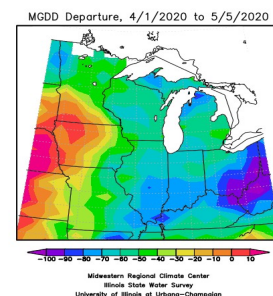 MGDD Departure, 4/1/2020 to 5/5/2020
-100 -90 -80 -70 -60 -50 -40 -30 -20 -10 0 10
Midwestern Regional Climate Center
Illinois State Water Survey
University of Illinois at Urbana-Champaign